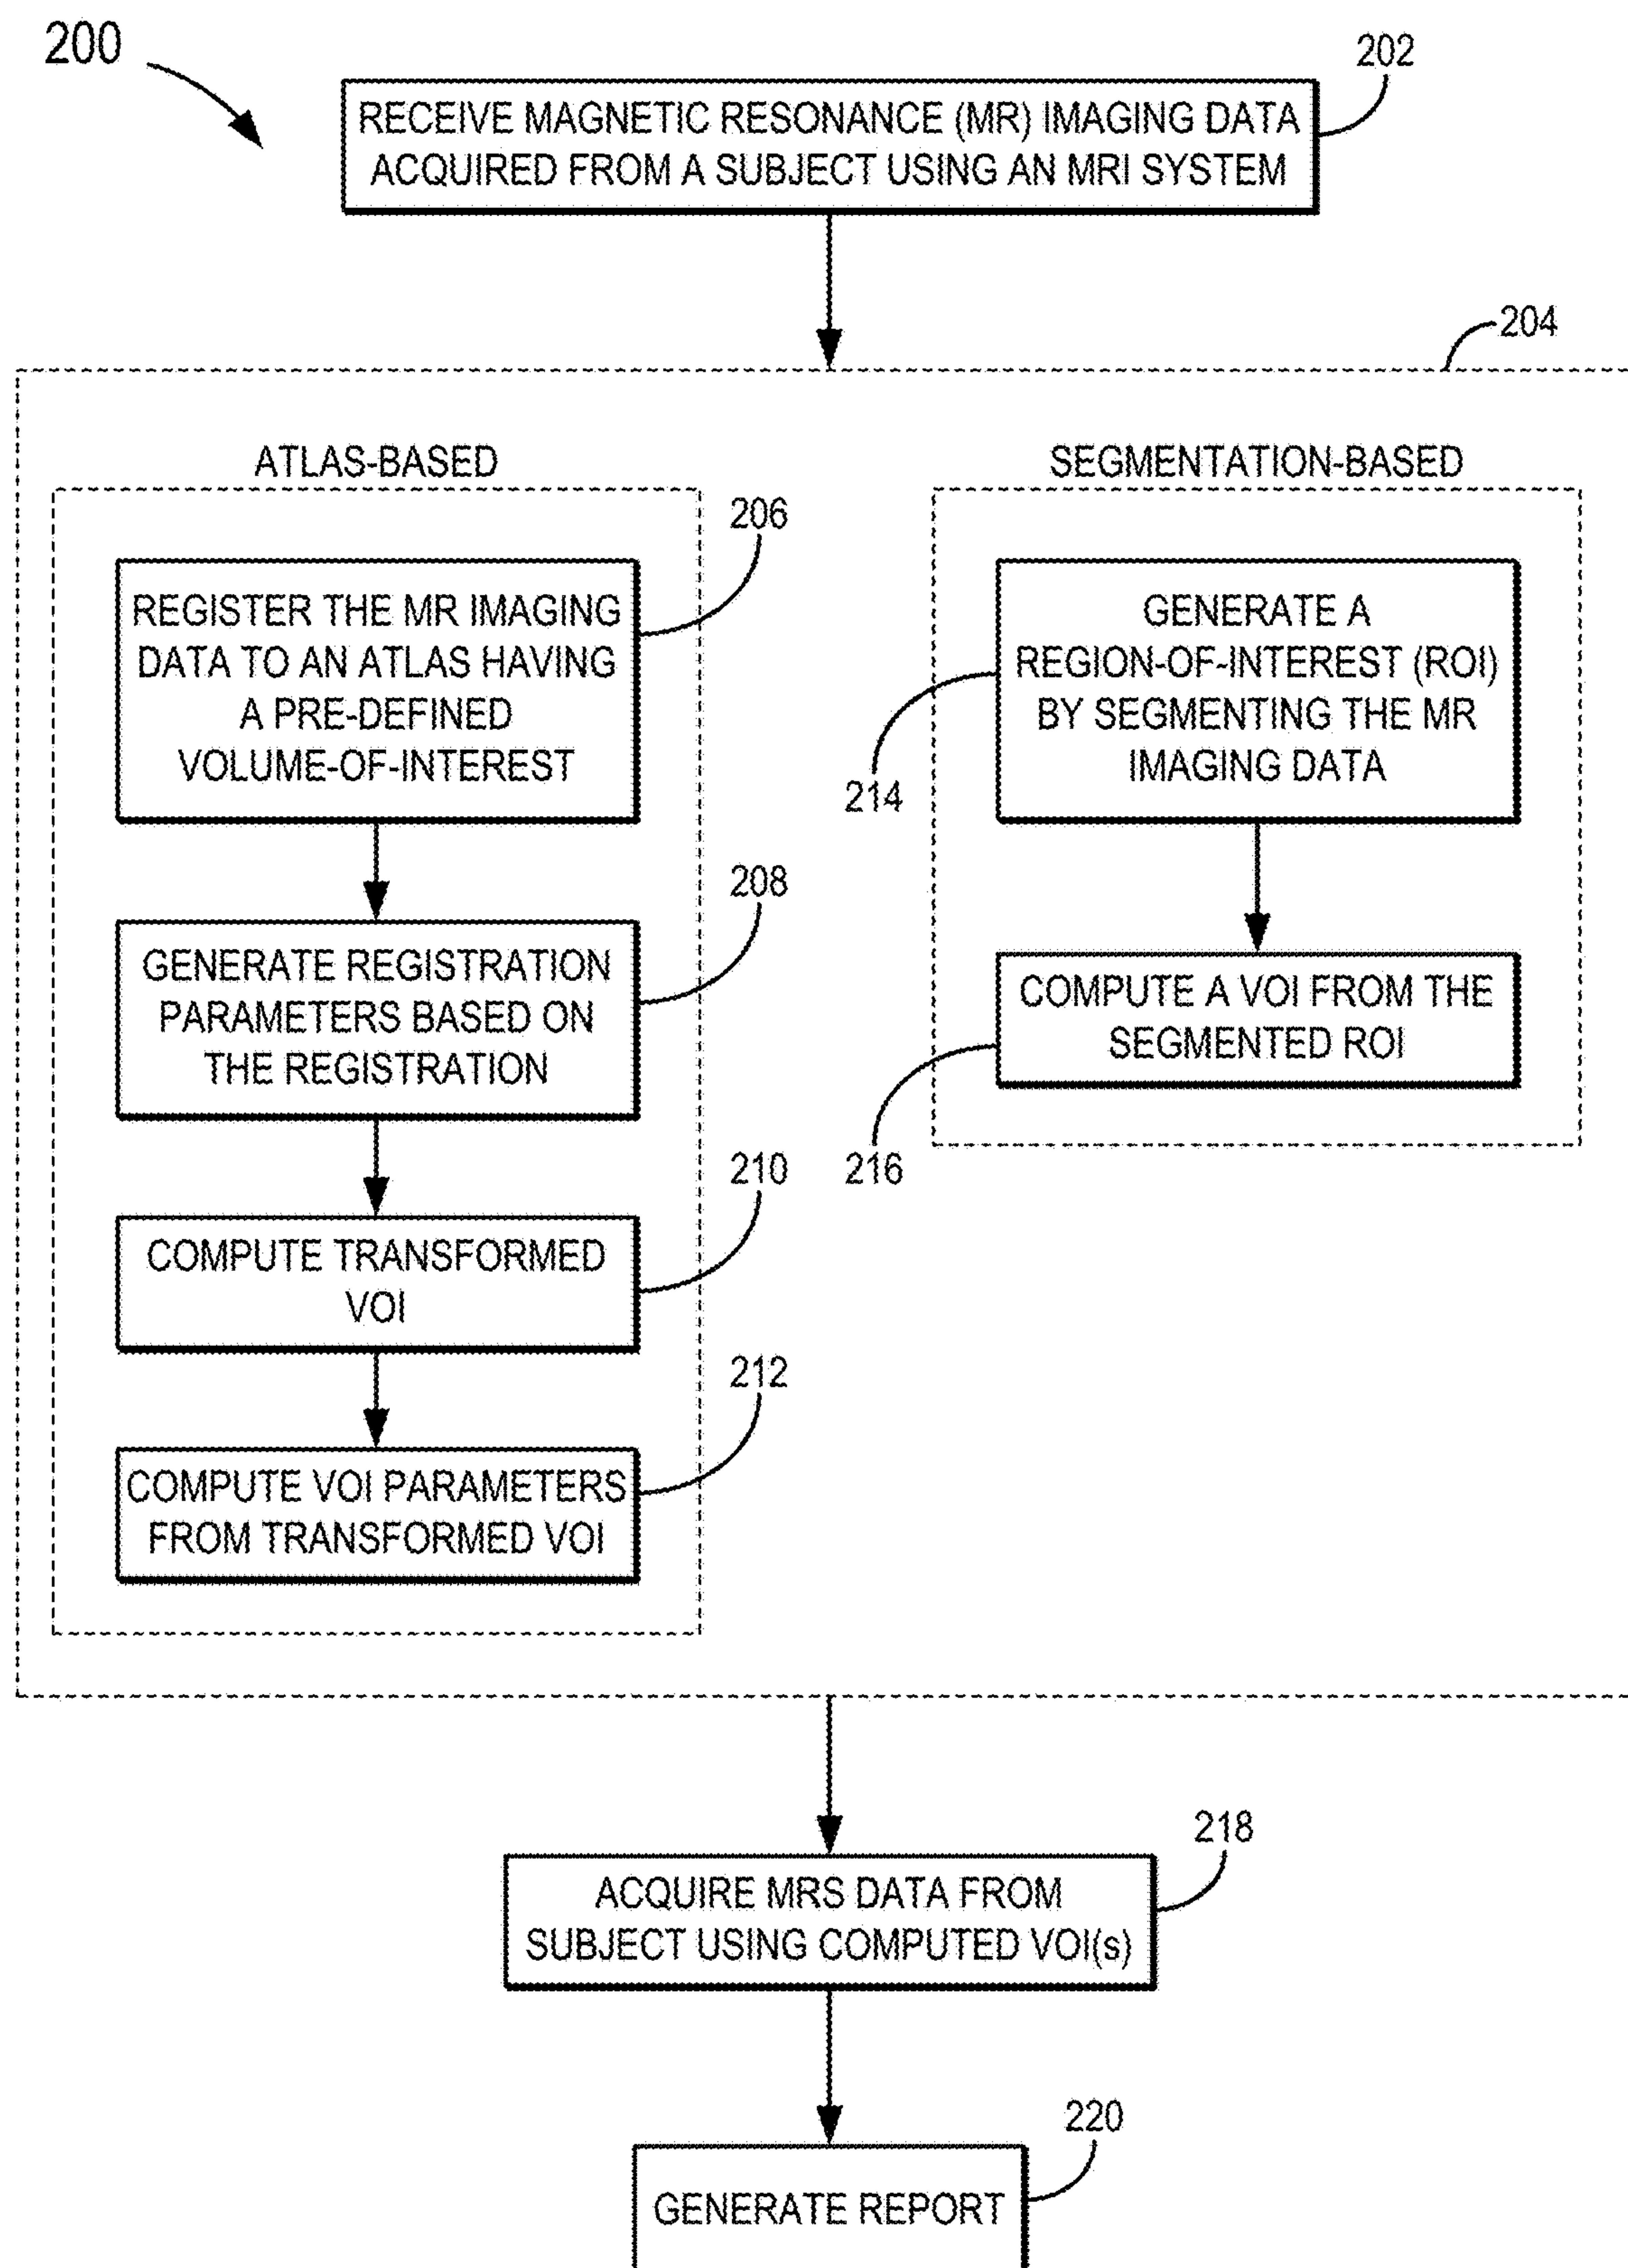 200
202
RECEIVE MAGNETIC RESONANCE (MR) IMAGING DATA
ACQUIRED FROM A SUBJECT USING AN MRI SYSTEM
204
ATLAS-BASED
206
REGISTER THE MR IMAGING
DATA TO AN ATLAS HAVING
A PRE-DEFINED
VOLUME-OF-INTEREST
208
GENERATE REGISTRATION
PARAMETERS BASED ON
THE REGISTRATION
210
COMPUTE TRANSFORMED
VOI
212
COMPUTE VOI PARAMETERS
FROM TRANSFORMED VOI
SEGMENTATION-BASED
GENERATE A
REGION-OF-INTEREST (ROI)
BY SEGMENTING THE MR
IMAGING DATA
214
COMPUTE A VOI FROM THE
SEGMENTED ROI
216
218
ACQUIRE MRS DATA FROM
SUBJECT USING COMPUTED VOI(s)
220
GENERATE REPORT